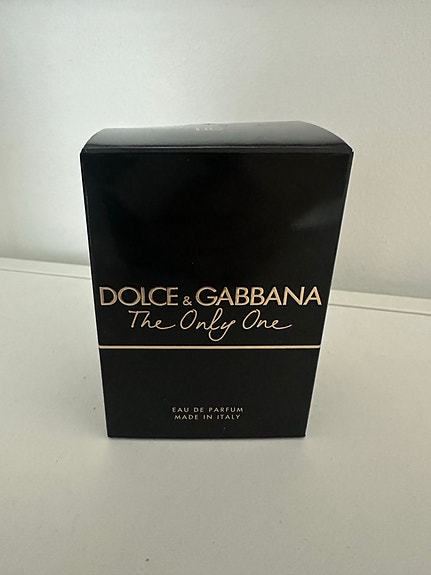 DOLCE & GABBANA
The Only One
EAU DE PARFUM
MADE IN ITALY